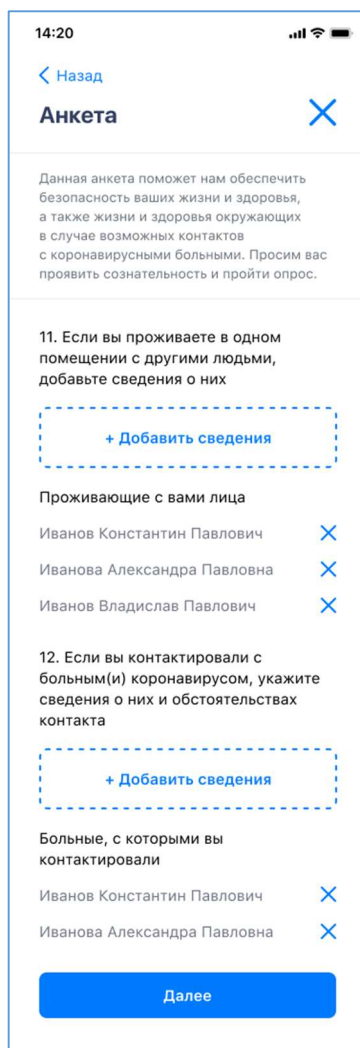 14:20
Назад
Анкета
Данная анкета поможет нам обеспечить
безопасность ваших жизни и здоровья,
а также жизни и здоровья окружающих
в случае возможных контактов
с коронавирусными больными. Просим вас
проявить сознательность и пройти опрос.
11. Если вы проживаете в одном
помещении с другими людьми,
добавьте сведения о них
+ Добавить сведения
Проживающие с вами лица
Иванов Константин Павлович
Иванова Александра Павловна
Иванов Владислав Павлович
12. Если вы контактировали с
больным(и) коронавирусом, укажите
сведения о них и обстоятельствах
контакта
+ Добавить сведения
Больные, с которыми вы
контактировали
Иванов Константин Павлович
Иванова Александра Павловна
Далее